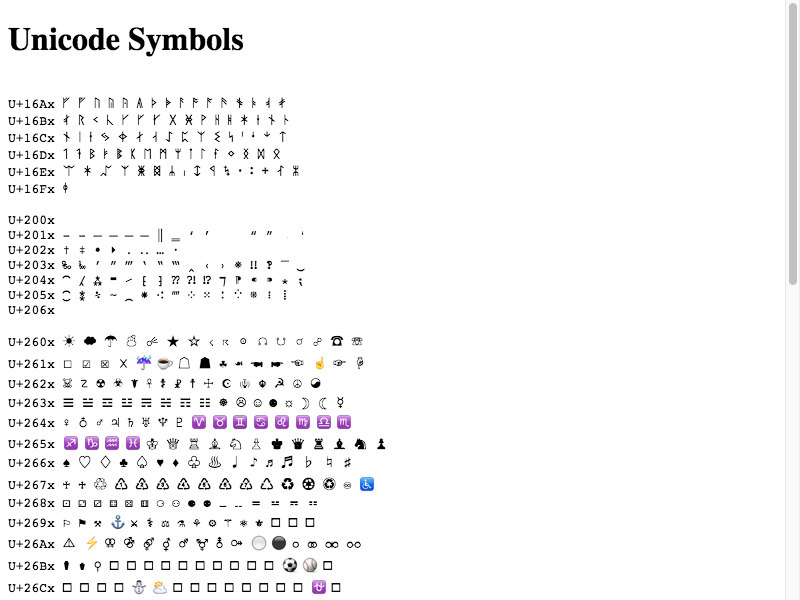 Unicode Symbols
U+16Ax ᚠ ᚡ ᚢ ᚣ ᚤ ᚥ ᚦ ᚧ ᚨ ᚩ ᚪ ᚫ ᚬ ᚭ ᚮ ᚯ
U+16Bx ᚰ ᚱ ᚲ ᚳ ᚴ ᚵ ᚶ ᚷ ᚸ ᚹ ᚺ ᚻ ᚼ ᚽ ᚾ ᚿ
U+16Cx ᛀ ᛁ ᛂ ᛃ ᛄ ᛅ ᛆ ᛇ ᛈ ᛉ ᛊ ᛋ ᛌ ᛍ ᛎ ᛏ
U+16Dx ᛐ ᛑ ᛒ ᛓ ᛔ ᛕ ᛖ ᛗ ᛘ ᛙ ᛚ ᛛ ᛜ ᛝ ᛞ ᛟ
U+16Ex ᛠ ᛡ ᛢ ᛣ ᛤ ᛥ ᛦ ᛧ ᛨ ᛩ ᛪ ᛫ ᛬ ᛭ ᛮ ᛯ
U+16Fx ᛰ
U+200x
U+201x ‐ ‑ ‒ – — ― ‖ ‗ ‘ ’ ‚ ‛ “ ” „ ‟
U+202x † ‡ • ‣ ․ ‥ … ‧
U+203x ‰ ‱ ′ ″ ‴ ‵ ‶ ‷ ‸ ‹ › ※ ‼ ‽ ‾ ‿
U+204x ⁀ ⁁ ⁂ ⁃ ⁄ ⁅ ⁆ ⁇ ⁈ ⁉ ⁊ ⁋ ⁌ ⁍ ⁎ ⁏
U+205x ⁐ ⁑ ⁒ ⁓ ⁔ ⁕ ⁖ ⁗ ⁘ ⁙ ⁚ ⁛ ⁜ ⁝ ⁞
U+206x
U+260x ☀ ☁ ☂ ☃ ☄ ★ ☆ ☇ ☈ ☉ ☊ ☋ ☌ ☍ ☎ ☏
U+261x ☐ ☑ ☒ ☓ ☔ ☕ ☖ ☗ ☘ ☙ ☚ ☛ ☜ ☝ ☞ ☟
U+262x ☠ ☡ ☢ ☣ ☤ ☥ ☦ ☧ ☨ ☩ ☪ ☫ ☬ ☭ ☮ ☯
U+263x ☰ ☱ ☲ ☳ ☴ ☵ ☶ ☷ ☸ ☹ ☺ ☻ ☼ ☽ ☾ ☿
U+264x ♀ ♁ ♂ ♃ ♄ ♅ ♆ ♇ ♈ ♉ ♊ ♋ ♌ ♍ ♎ ♏
U+265x ♐ ♑ ♒ ♓ ♔ ♕ ♖ ♗ ♘ ♙ ♚ ♛ ♜ ♝ ♞ ♟
U+266x ♠ ♡ ♢ ♣ ♤ ♥ ♦ ♧ ♨ ♩ ♪ ♫ ♬ ♭ ♮ ♯
U+267x ♰ ♱ ♲ ♳ ♴ ♵ ♶ ♷ ♸ ♹ ♺ ♻ ♼ ♽ ♾ ♿
U+268x ⚀ ⚁ ⚂ ⚃ ⚄ ⚅ ⚆ ⚇ ⚈ ⚉ ⚊ ⚋ ⚌ ⚍ ⚎ ⚏
U+269x ⚐ ⚑ ⚒ ⚓ ⚔ ⚕ ⚖ ⚗ ⚘ ⚙ ⚚ ⚛ ⚜ □ □ □
U+26Ax ⚠ ⚡ ⚢ ⚣ ⚤ ⚥ ⚦ ⚧ ⚨ ⚩ ⚪ ⚫ ⚬ ⚭ ⚮ ⚯
U+26Bx ⚰ ⚱ ⚲ □ □ □ □ □ □ □ □ □ □ ⚽ ⚾ □
U+26Cx □ □ □ □ ⛄ ⛅ □ □ □ □ □ □ □ □ ⛎ □